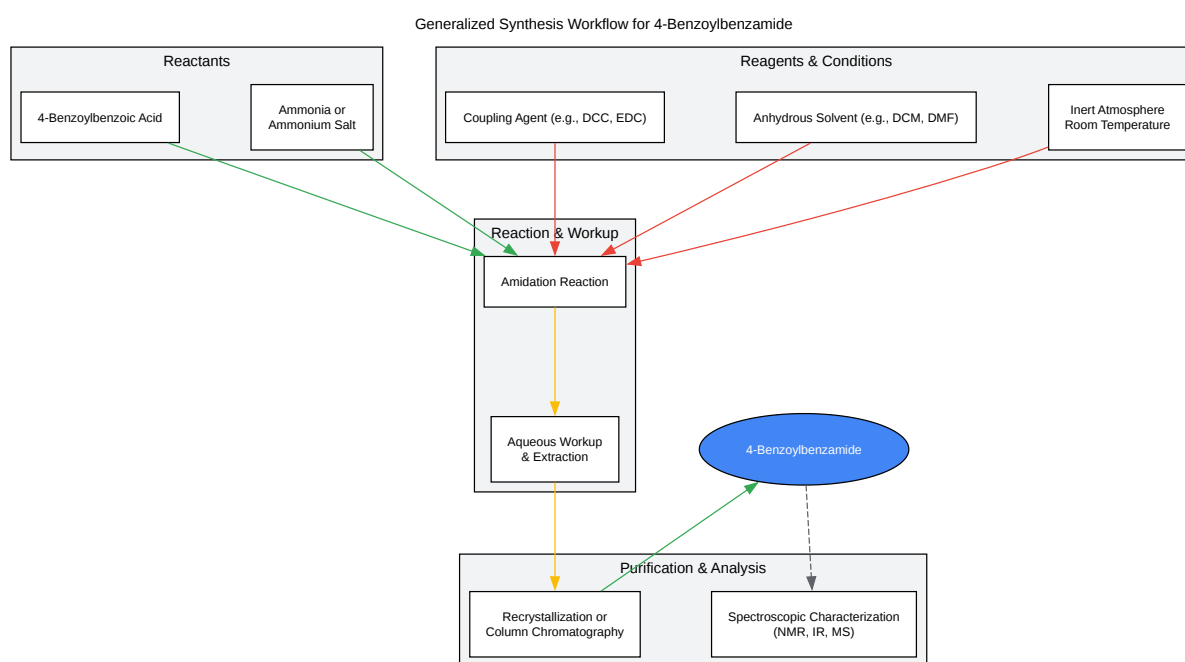 Generalized Synthesis Workflow for 4-Benzoylbenzamide
Reactants
Reagents & Conditions
4-Benzoylbenzoic Acid
Ammonia or
Ammonium Salt
Coupling Agent (e.g., DCC, EDC)
Anhydrous Solvent (e.g., DCM, DMF)
Inert Atmosphere
Room Temperature
Reaction & Workup
Amidation Reaction
Aqueous Workup
& Extraction
4-Benzoylbenzamide
Purification & Analysis
Recrystallization or
Column Chromatography
Spectroscopic Characterization
(NMR, IR, MS)